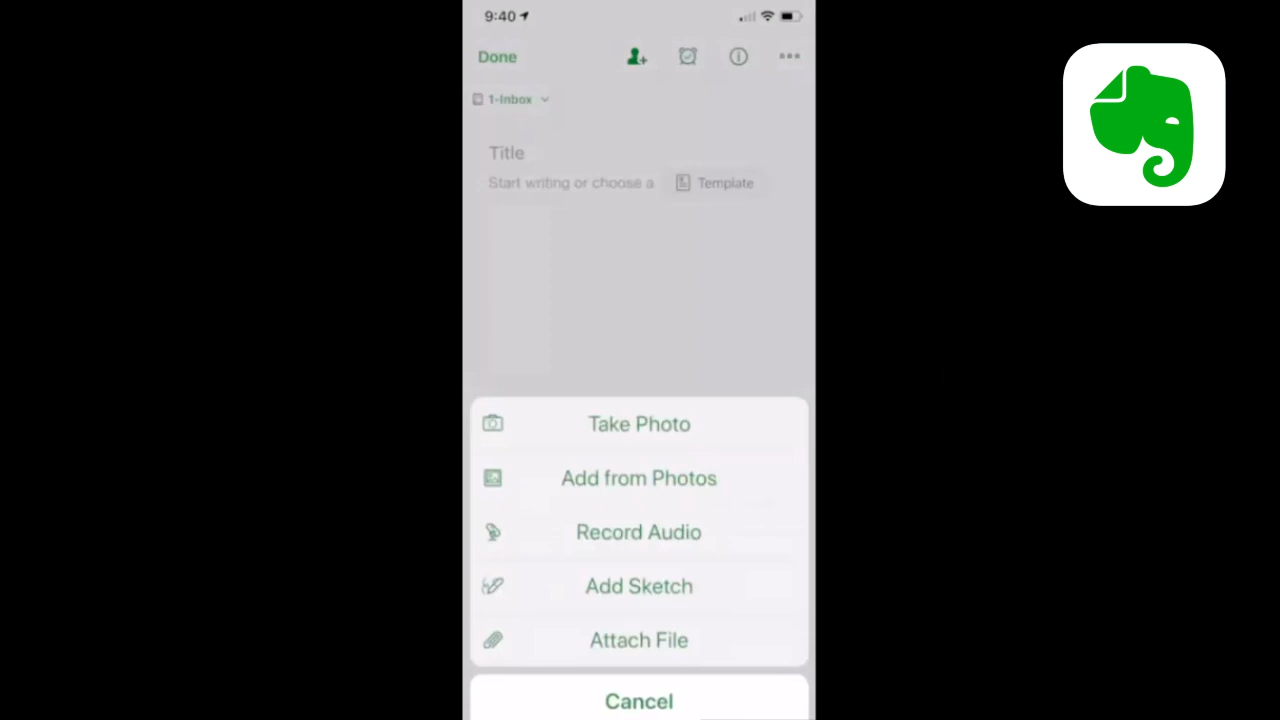 9:40
Done
1-Inbox
Title
Start writing or choose a Template
Take Photo
Add from Photos
Record Audio
Add Sketch
Attach File
Cancel